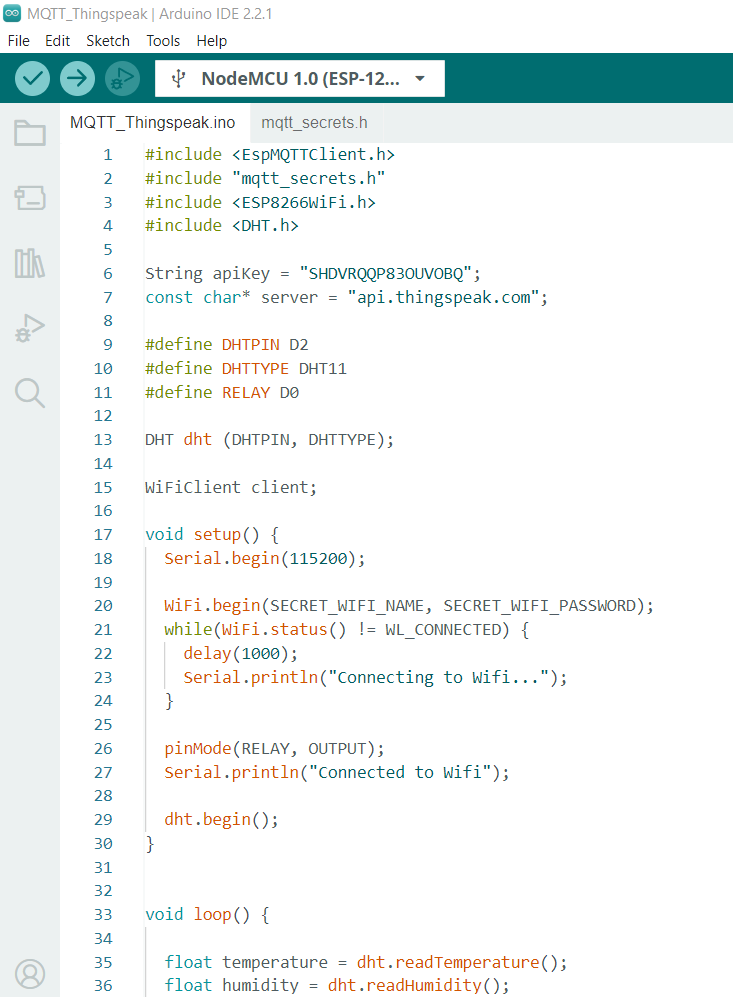 MQTT_Thingspeak | Arduino IDE 2.2.1
File Edit Sketch Tools Help
NodeMCU 1.0 (ESP-12...
MQTT_Thingspeak.ino mqtt_secrets.h
1 #include <EspMQTTClient.h>
2 #include "mqtt_secrets.h"
3 #include <ESP8266WiFi.h>
4 #include <DHT.h>
5
6 String apiKey = "SHDVRQQP83OUVOBQ";
7 const char* server = "api.thingspeak.com";
8
9 #define DHTPIN D2
10 #define DHTTYPE DHT11
11 #define RELAY D0
12
13 DHT dht (DHTPIN, DHTTYPE);
14
15 WiFiClient client;
16
17 void setup() {
18 Serial.begin(115200);
19
20 WiFi.begin(SECRET_WIFI_NAME, SECRET_WIFI_PASSWORD);
21 while(WiFi.status() != WL_CONNECTED) {
22 delay(1000);
23 Serial.println("Connecting to Wifi...");
24 }
25
26 pinMode(RELAY, OUTPUT);
27 Serial.println("Connected to Wifi");
28
29 dht.begin();
30 }
31
32
33 void loop() {
34
35 float temperature = dht.readTemperature();
36 float humidity = dht.readHumidity();